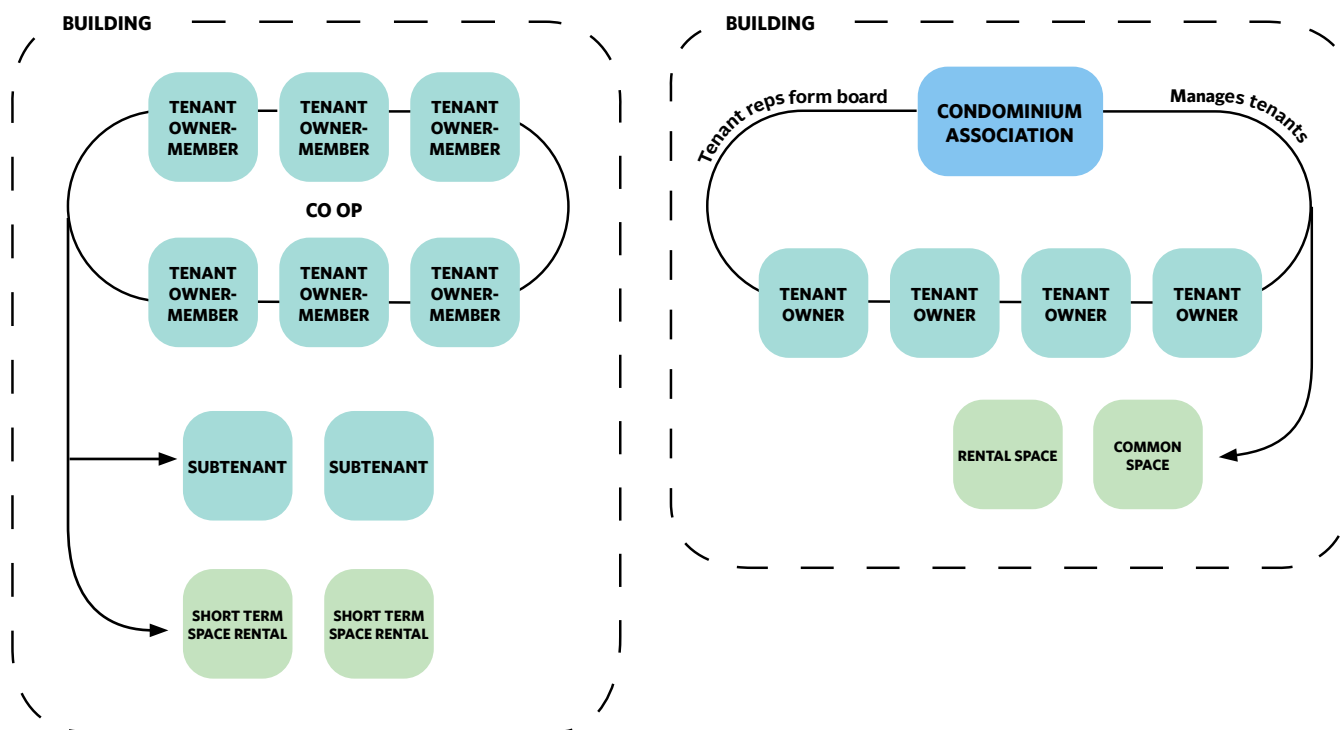 BUILDING
TENANT
OWNER-
MEMBER
TENANT
OWNER-
MEMBER
TENANT
OWNER-
MEMBER
CO OP
TENANT
OWNER-
MEMBER
TENANT
OWNER-
MEMBER
TENANT
OWNER-
MEMBER
SUBTENANT
SUBTENANT
SHORT TERM
SPACE RENTAL
SHORT TERM
SPACE RENTAL
BUILDING
Tenant reps form board
CONDOMINIUM
ASSOCIATION
Manages tenants
TENANT
OWNER
TENANT
OWNER
TENANT
OWNER
TENANT
OWNER
RENTAL SPACE
COMMON
SPACE